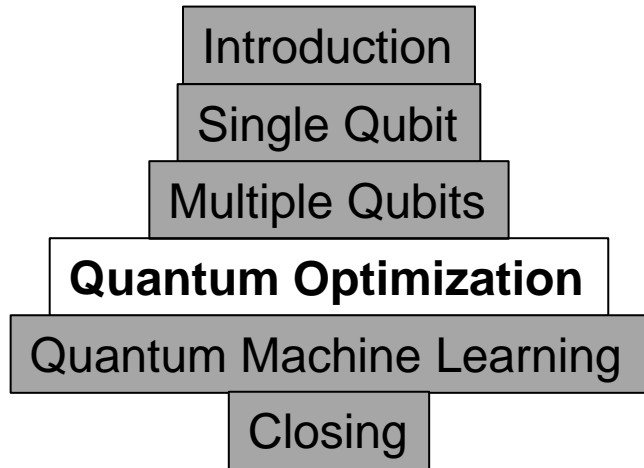 Introduction
Single Qubit
Multiple Qubits
Quantum Optimization
Quantum Machine Learning
Closing